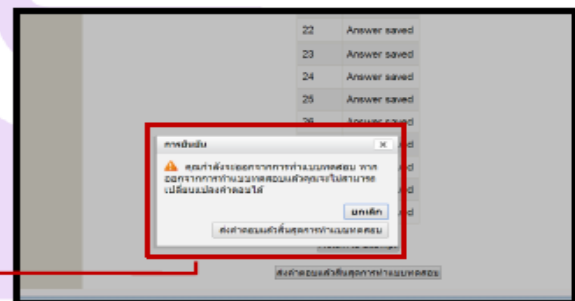 22 Answer saved
23 Answer saved
24 Answer saved
25 Answer saved
26
การยืนยัน
คุณกำลังจะออกจากการทำแบบทดสอบ หาก
ออกจากการทำแบบทดสอบแล้วคุณจะไม่สามารถ
เปลี่ยนแปลงคำตอบได้
ยกเลิก
ส่งคำตอบแล้วสิ้นสุดการทำแบบทดสอบ
ส่งคำตอบแล้วสิ้นสุดการทำแบบทดสอบ